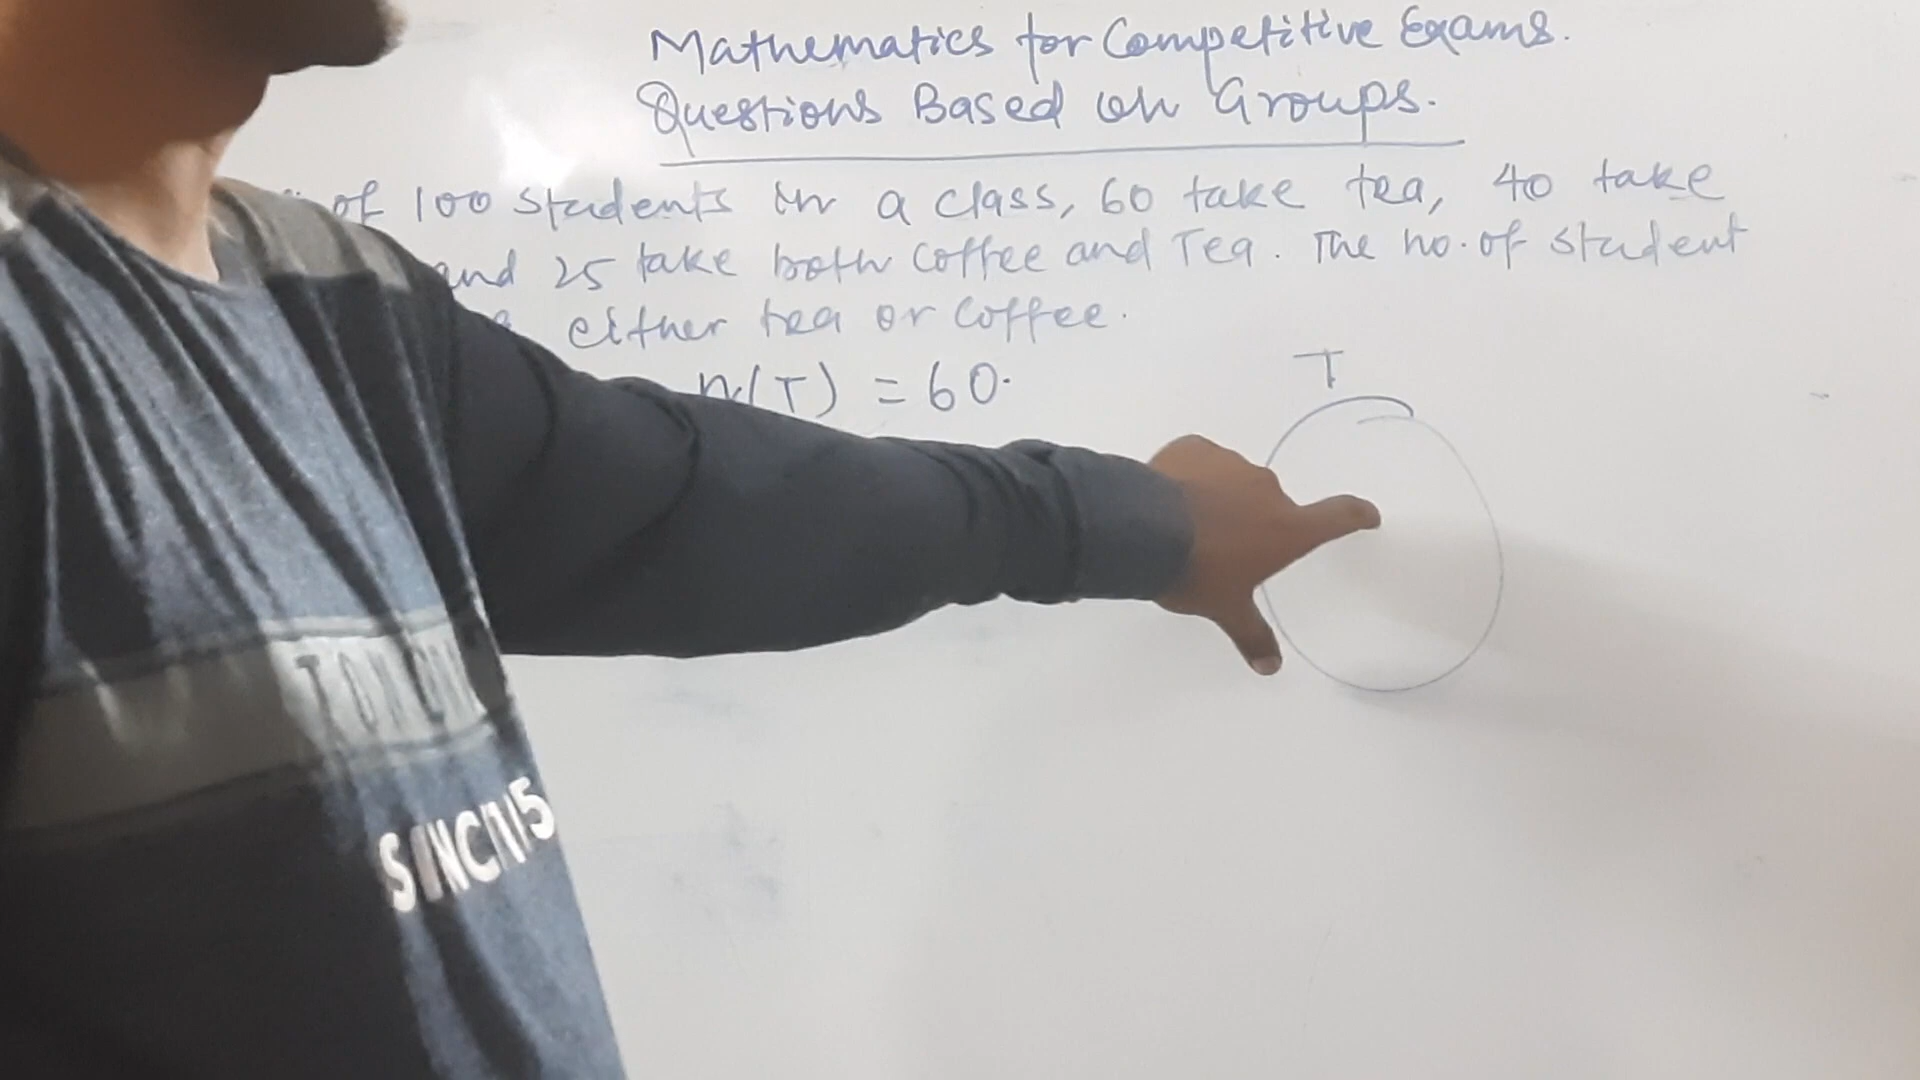 Mathematics for Competitive Exams.
Questions Based on Groups.
of 100 students in a class, 60 take tea, 40 take
and 25 take both Coffee and Tea. The no. of student
either tea or Coffee.
n(T) = 60.
T